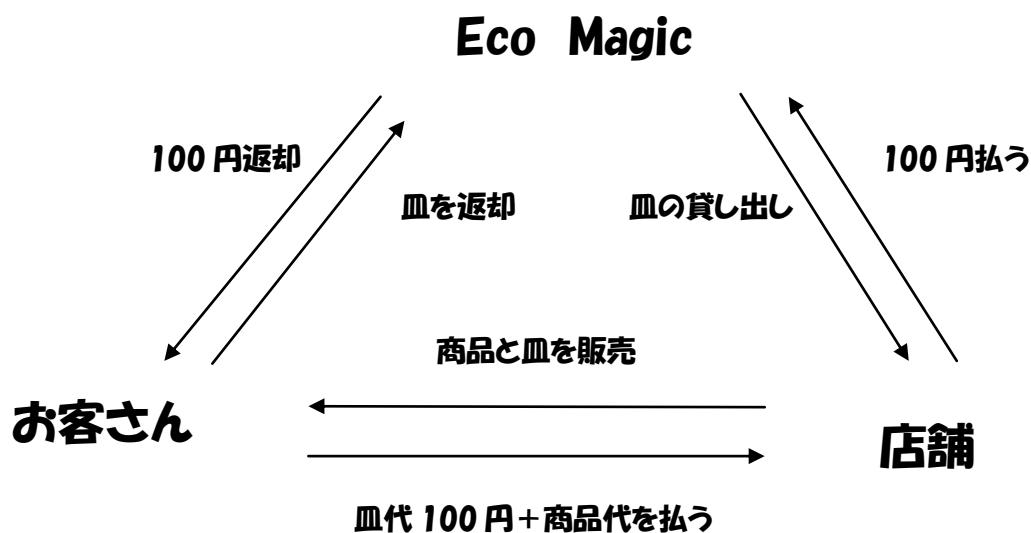 Eco Magic
100円返却
100円払う
皿を返却
皿の貸し出し
商品と皿を販売
お客さん
店舗
皿代100円+商品代を払う